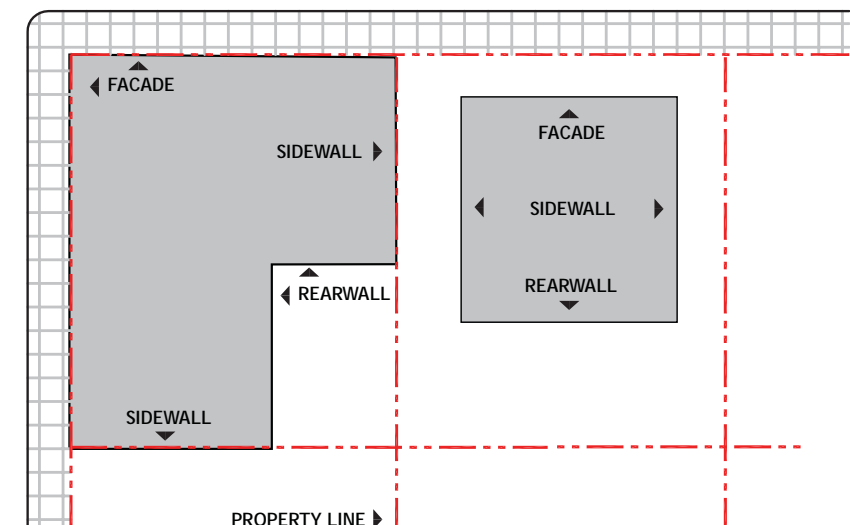 FACADE
SIDEWALL
REARWALL
SIDEWALL
FACADE
SIDEWALL
REARWALL
PROPERTY LINE